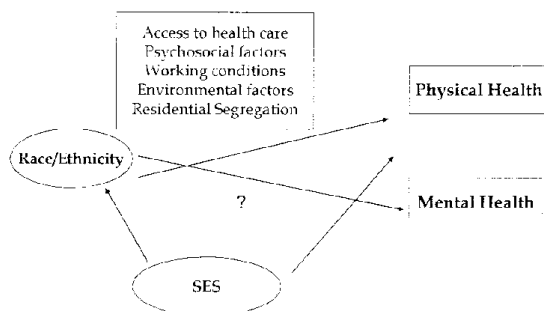 Access to health care
Psychosocial factors
Working conditions
Environmental factors
Residential Segregation
Physical Health
Race/Ethnicity
Mental Health
?
SES